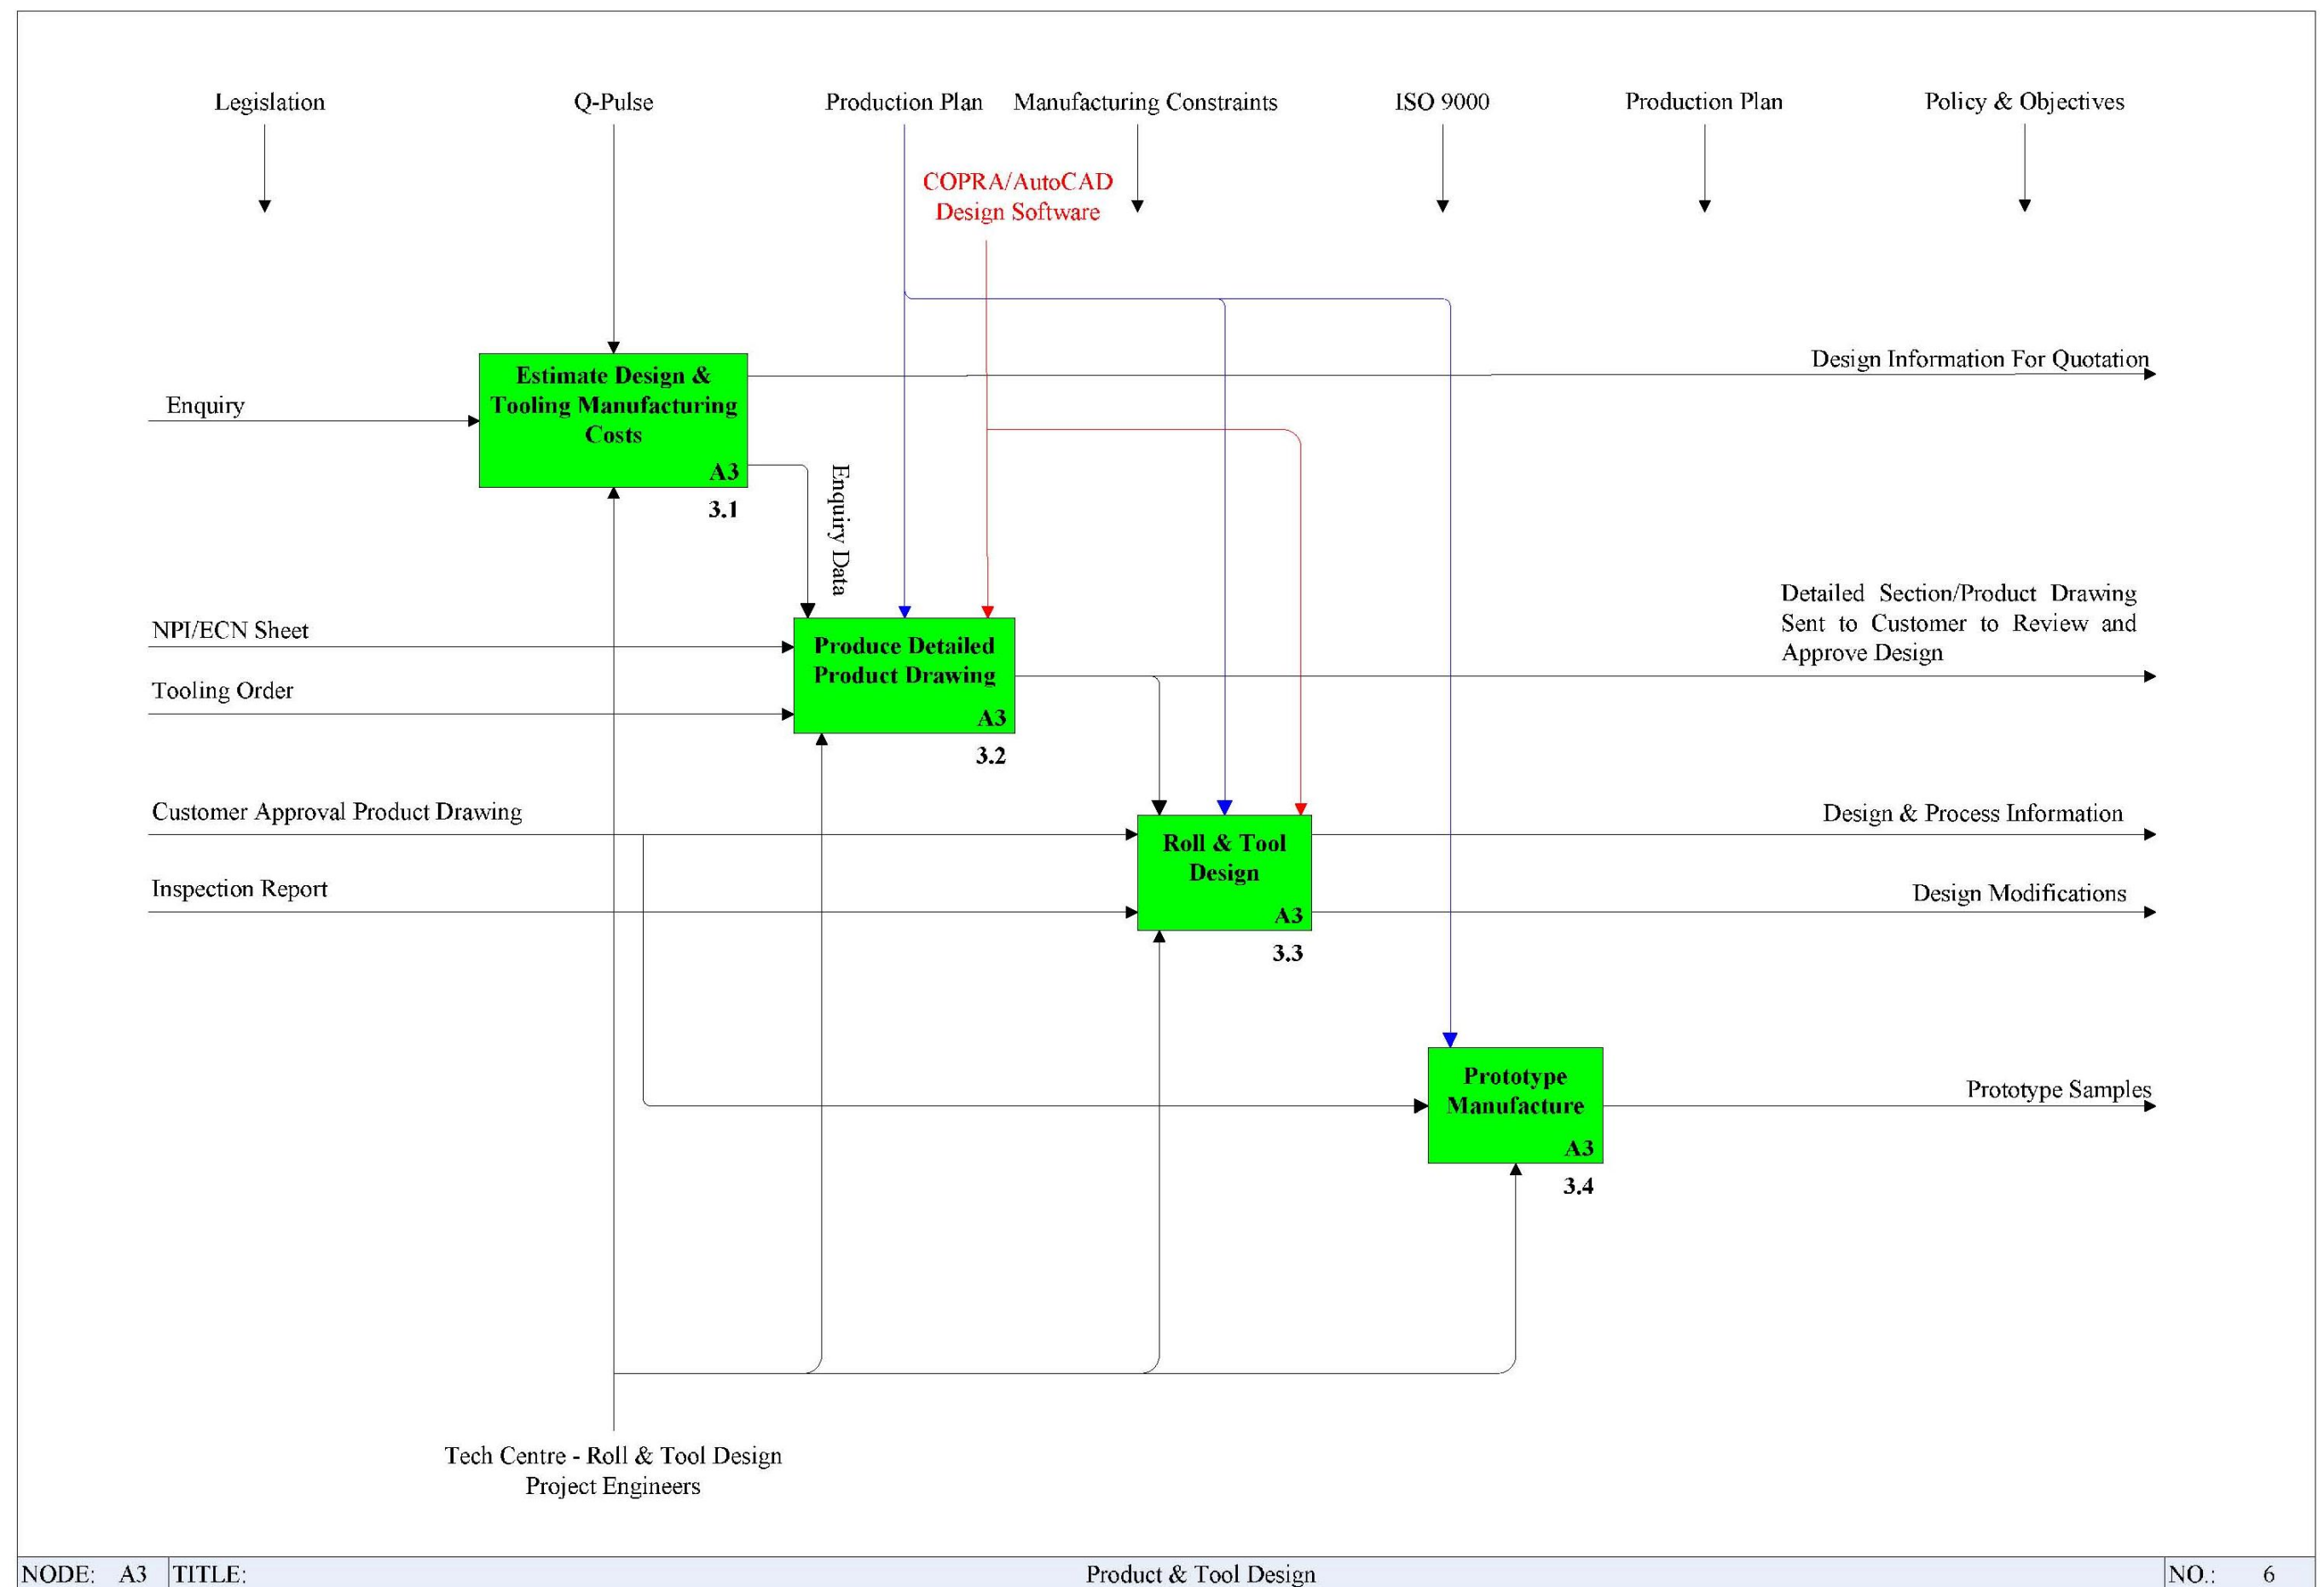 Legislation
Q-Pulse
Production Plan
Manufacturing Constraints
ISO 9000
Production Plan
Policy & Objectives
COPRA/AutoCAD
Design Software
Estimate Design &
Tooling Manufacturing
Costs
A3
3.1
Design Information For Quotation
Enquiry
Enquiry Data
NPI/ECN Sheet
Tooling Order
Produce Detailed
Product Drawing
A3
3.2
Detailed Section/Product Drawing
Sent to Customer to Review and
Approve Design
Customer Approval Product Drawing
Inspection Report
Roll & Tool
Design
A3
3.3
Design & Process Information
Design Modifications
Prototype
Manufacture
A3
3.4
Prototype Samples
Tech Centre - Roll & Tool Design
Project Engineers
NODE: A3 TITLE: Product & Tool Design NO.: 6